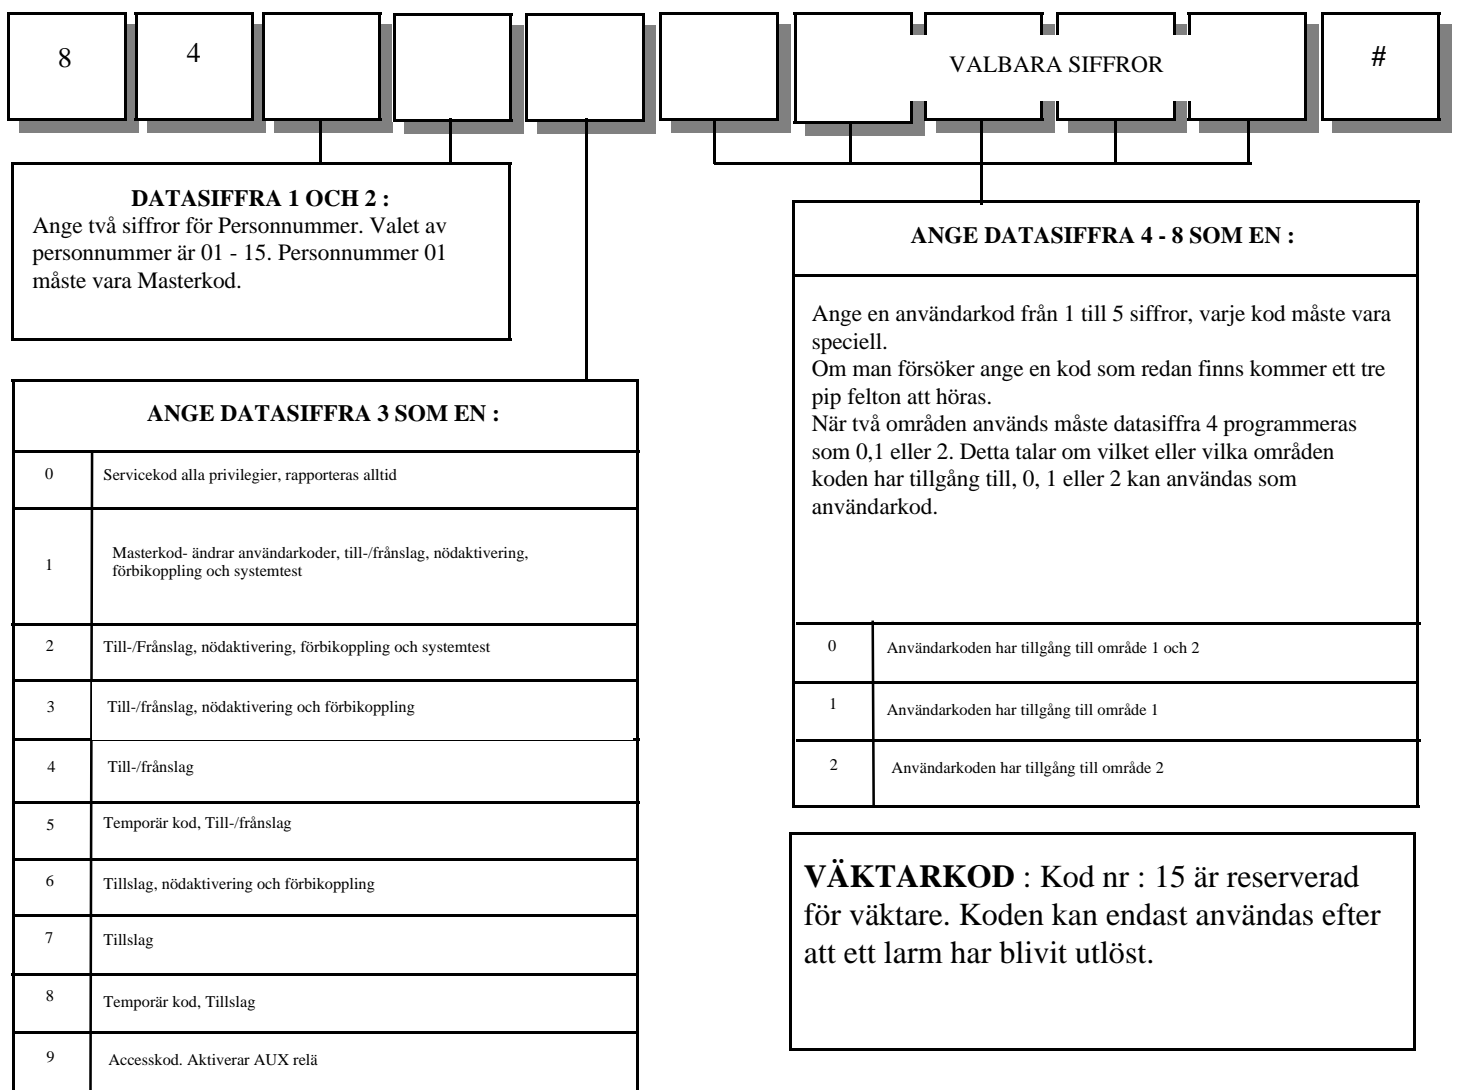 8 4 VALBARA SIFFROR #
DATASIFFRA 1 OCH 2 :
Ange två siffror för Personnummer. Valet av
personnummer är 01 - 15. Personnummer 01
måste vara Masterkod.
ANGE DATASIFFRA 3 SOM EN :
0 Servicekod alla privilegier, rapporteras alltid
1 Masterkod- ändrar användarkoder, till-/frånslag, nödaktivering,
förbikoppling och systemtest
2 Till-/Frånslag, nödaktivering, förbikoppling och systemtest
3 Till-/frånslag, nödaktivering och förbikoppling
4 Till-/frånslag
5 Temporär kod, Till-/frånslag
6 Tillslag, nödaktivering och förbikoppling
7 Tillslag
8 Temporär kod, Tillslag
9 Accesskod. Aktiverar AUX relä
ANGE DATASIFFRA 4 - 8 SOM EN :
Ange en användarkod från 1 till 5 siffror, varje kod måste vara
speciell.
Om man försöker ange en kod som redan finns kommer ett tre
pip felton att höras.
När två områden används måste datasiffra 4 programmeras
som 0,1 eller 2. Detta talar om vilket eller vilka områden
koden har tillgång till, 0, 1 eller 2 kan användas som
användarkod.
0 Användarkoden har tillgång till område 1 och 2
1 Användarkoden har tillgång till område 1
2 Användarkoden har tillgång till område 2
VÄKTARKOD : Kod nr : 15 är reserverad
för väktare. Koden kan endast användas efter
att ett larm har blivit utlöst.